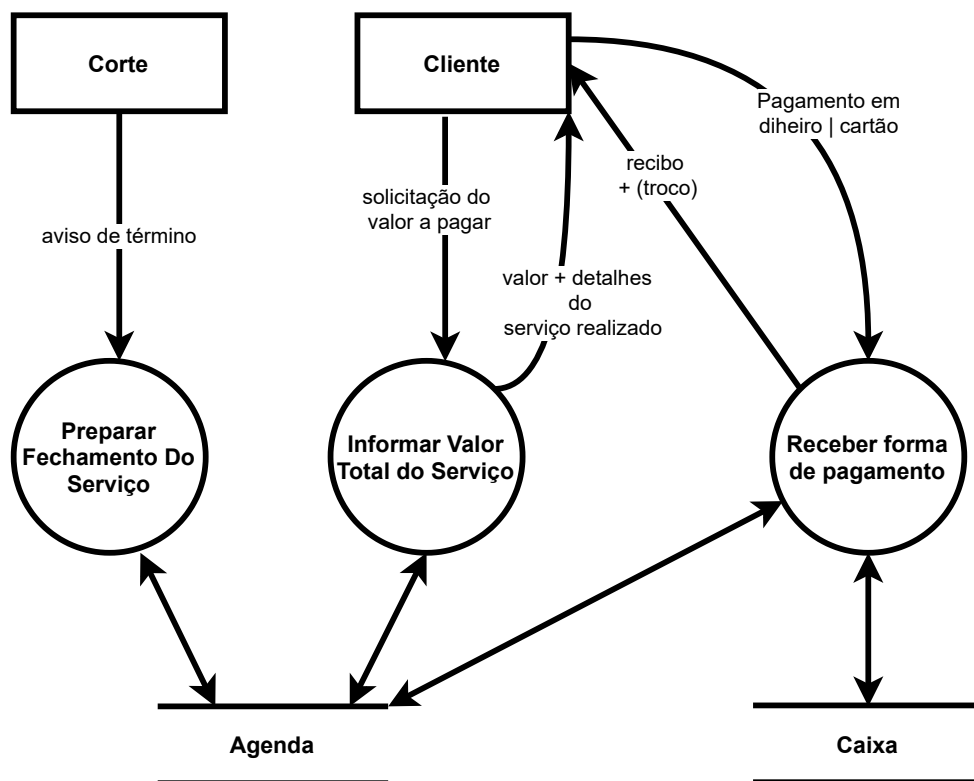 Corte
Cliente
Pagamento em
diheiro | cartão
recibo
+ (troco)
solicitação do
valor a pagar
aviso de término
valor + detalhes
do
serviço realizado
Preparar
Fechamento Do
Serviço
Informar Valor
Total do Serviço
Receber forma
de pagamento
Agenda
Caixa